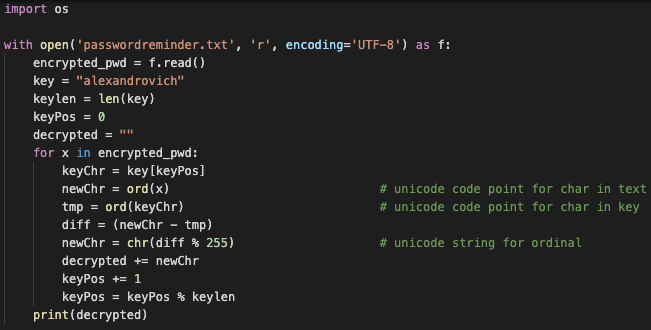 import os
with open('passwordreminder.txt', 'r', encoding='UTF-8') as f:
encrypted_pwd = f.read()
key = "alexandrovich"
keylen = len(key)
keyPos = 0
decrypted = ""
for x in encrypted_pwd:
keyChr = key[keyPos]
newChr = ord(x) # unicode code point for char in text
tmp = ord(keyChr) # unicode code point for char in key
diff = (newChr - tmp)
newChr = chr(diff % 255) # unicode string for ordinal
decrypted += newChr
keyPos += 1
keyPos = keyPos % keylen
print(decrypted)